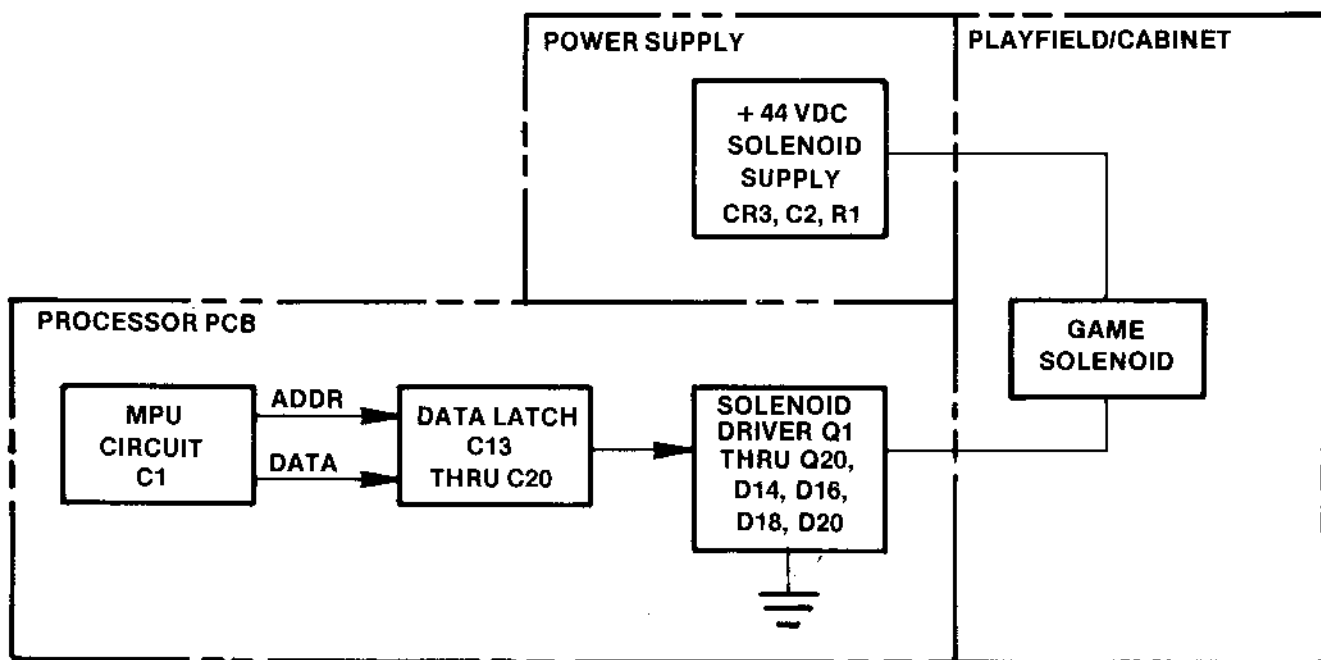 POWER SUPPLY
PLAYFIELD/CABINET
+ 44 VDC
SOLENOID
SUPPLY
CR3, C2, R1
GAME
SOLENOID
PROCESSOR PCB
MPU
CIRCUIT
C1
ADDR
DATA
DATA LATCH
C13
THRU C20
SOLENOID
DRIVER Q1
THRU Q20,
D14, D16,
D18, D20